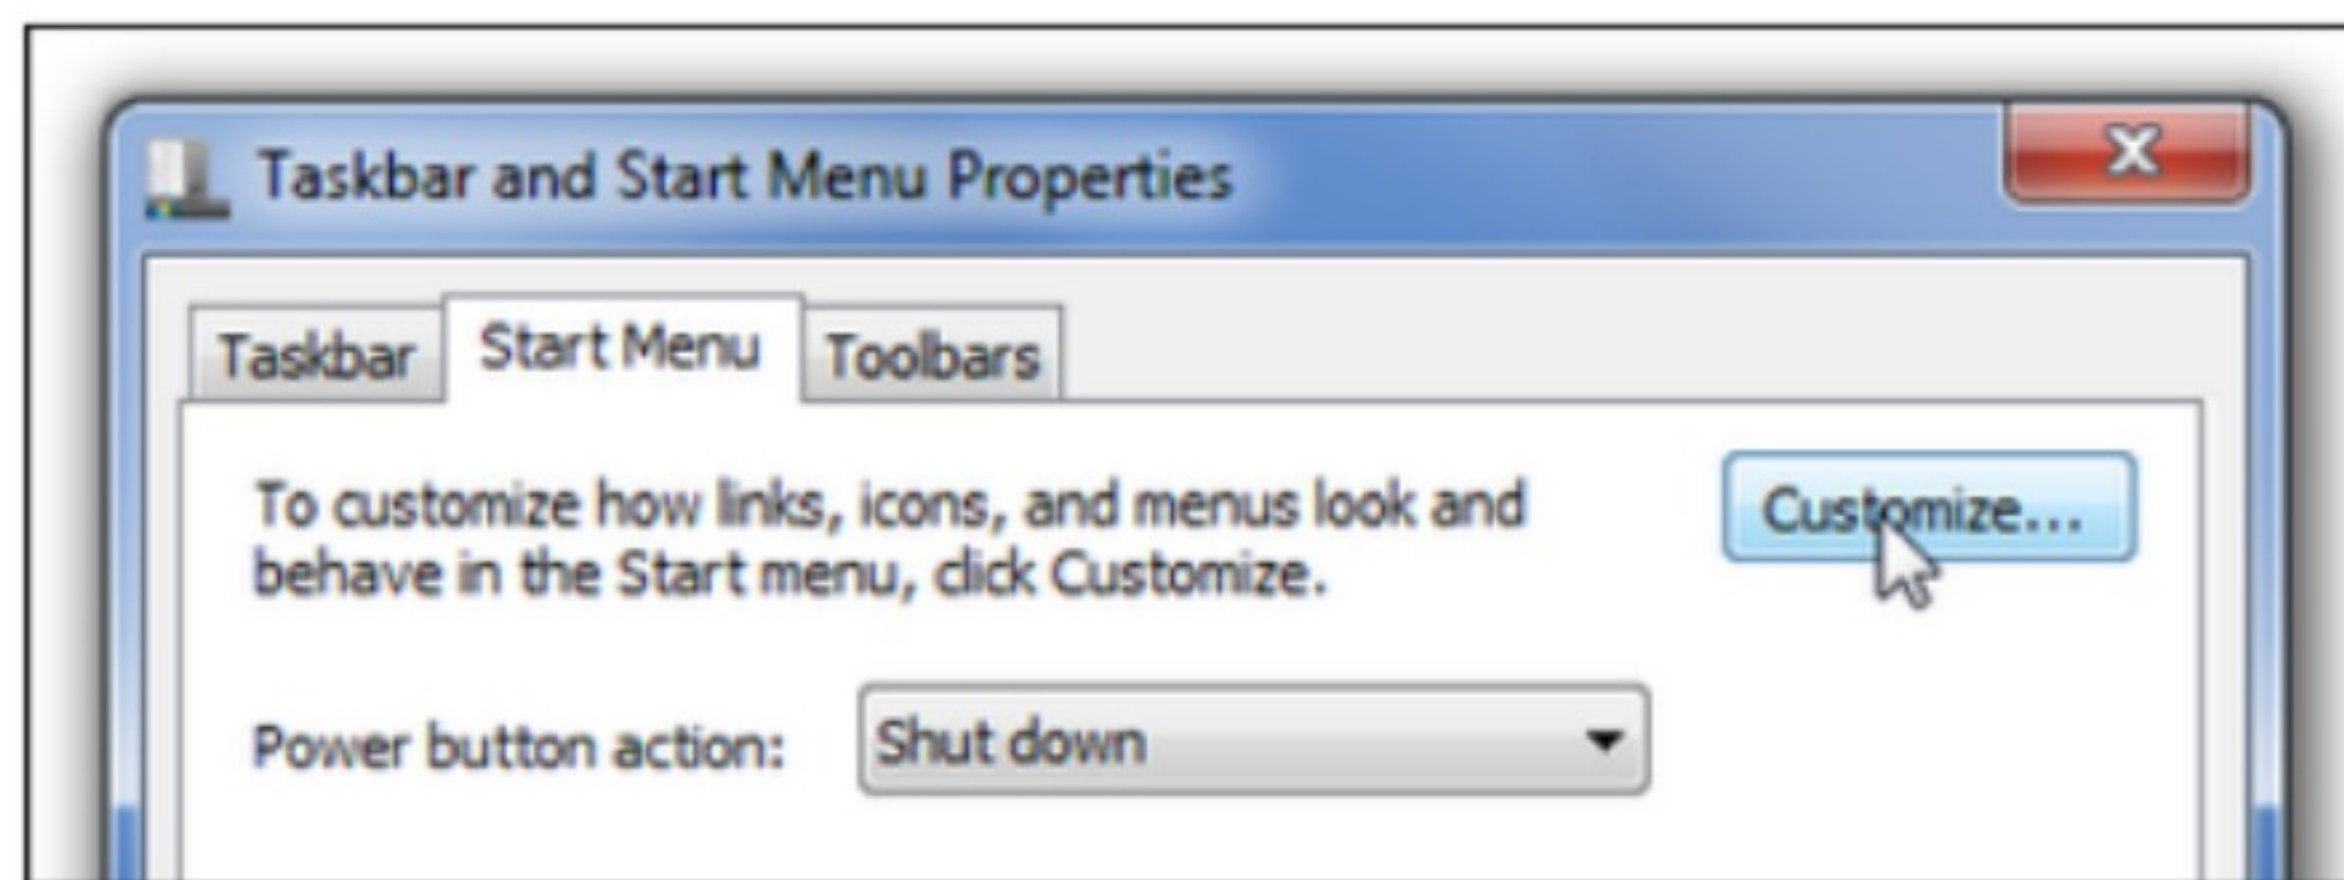 Taskbar and Start Menu Properties
Taskbar Start Menu Toolbars
To customize how links, icons, and menus look and
behave in the Start menu, click Customize.
Customize...
Power button action: Shut down